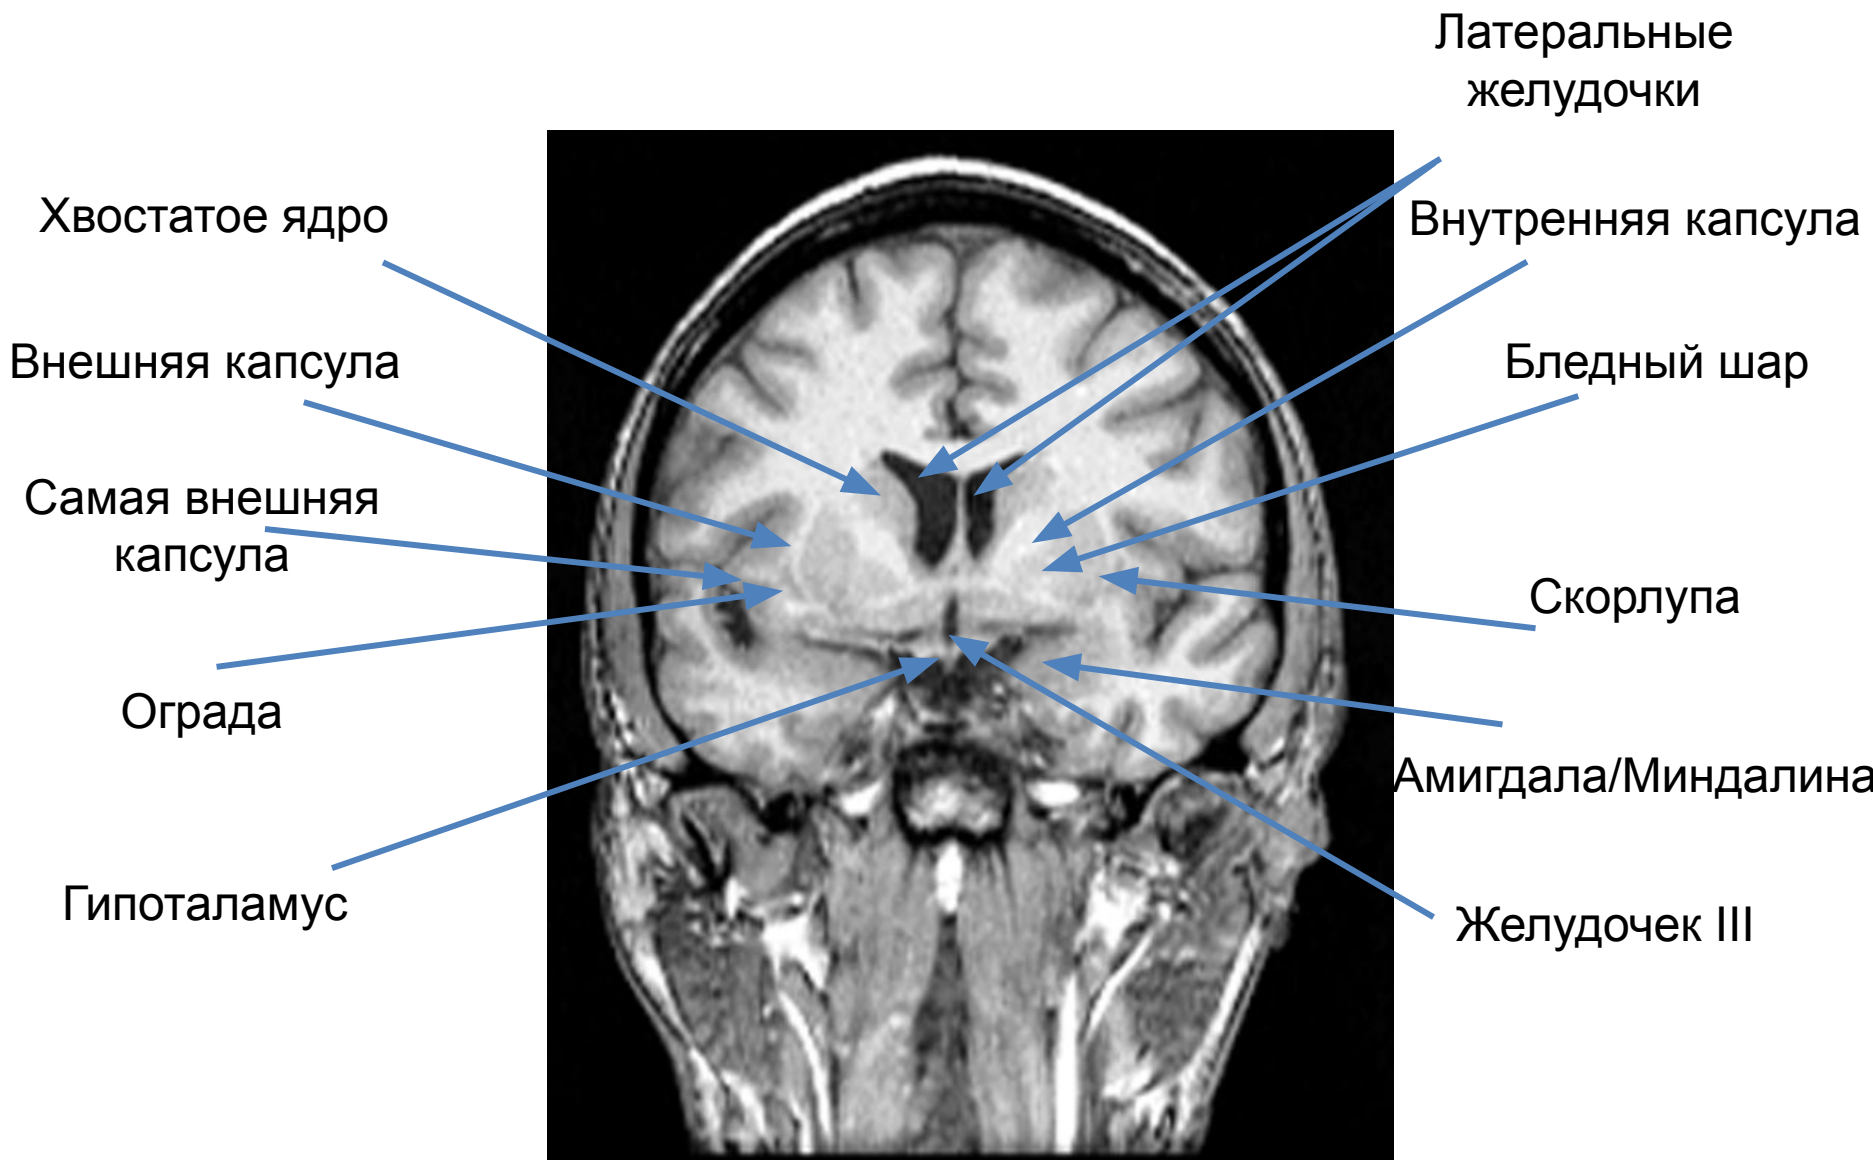 Латеральные
желудочки
Хвостатое ядро
Внутренняя капсула
Внешняя капсула
Бледный шар
Самая внешняя
капсула
Скорлупа
Ограда
Амигдала/Миндалина
Гипоталамус
Желудочек III